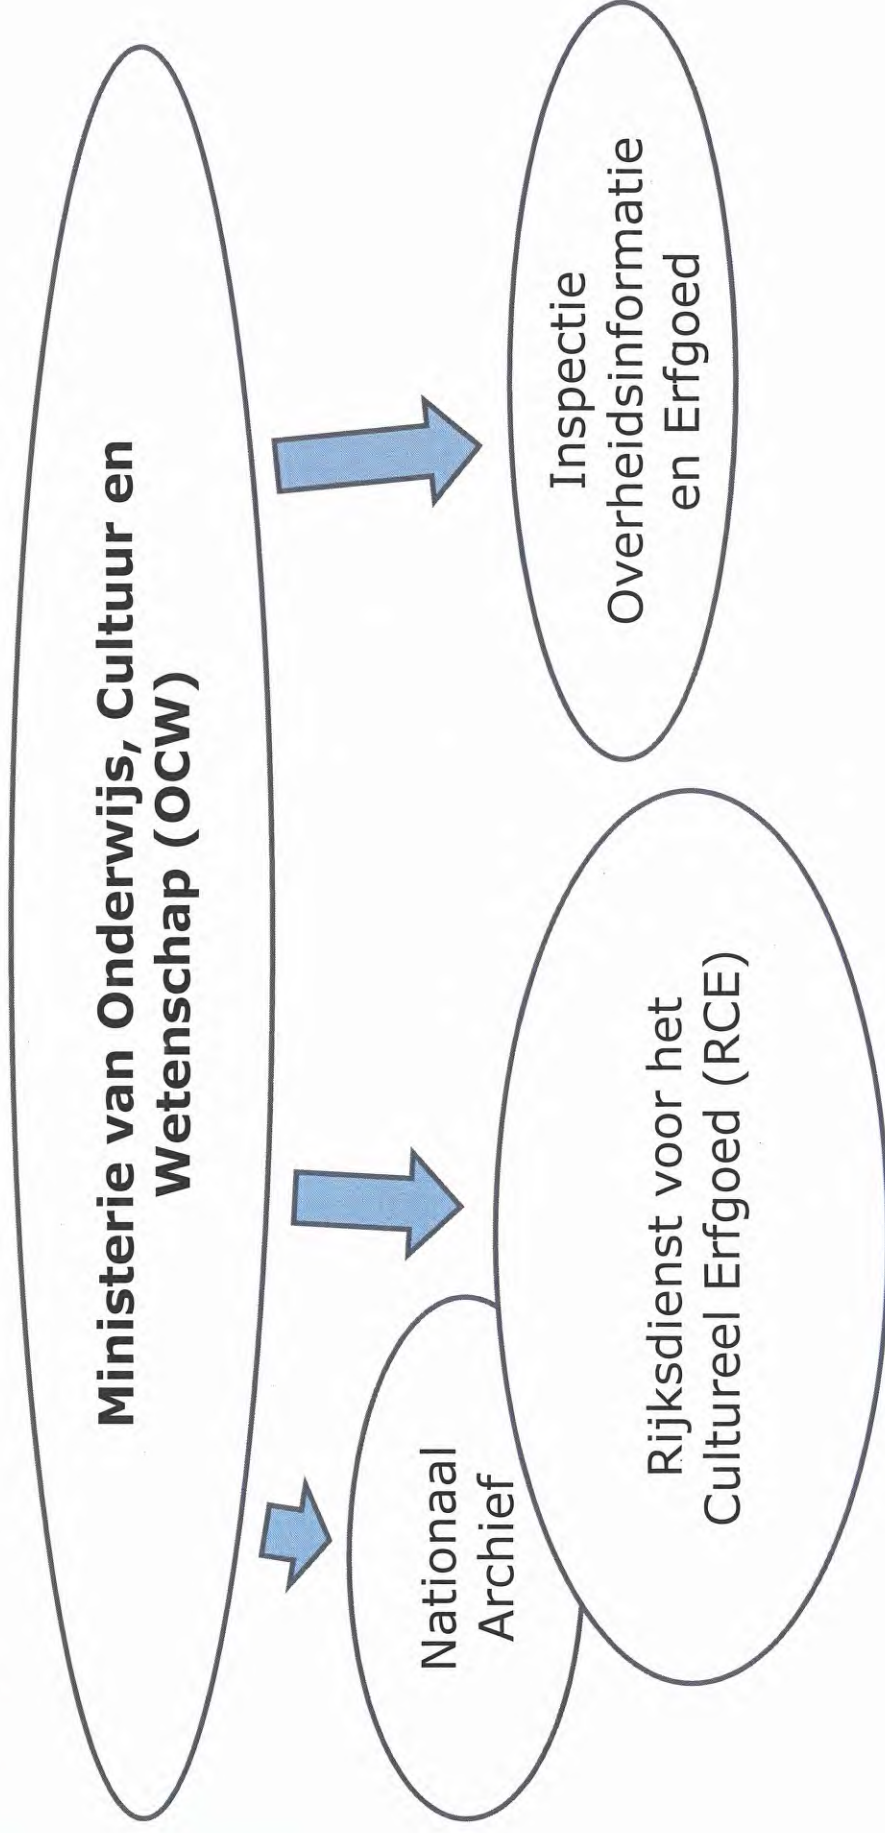 Ministerie van Onderwijs, Cultuur en
Wetenschap (OCW)
Nationaal
Archief
Rijksdienst voor het
Cultureel Erfgoed (RCE)
Inspectie
Overheidsinformatie
en Erfgoed